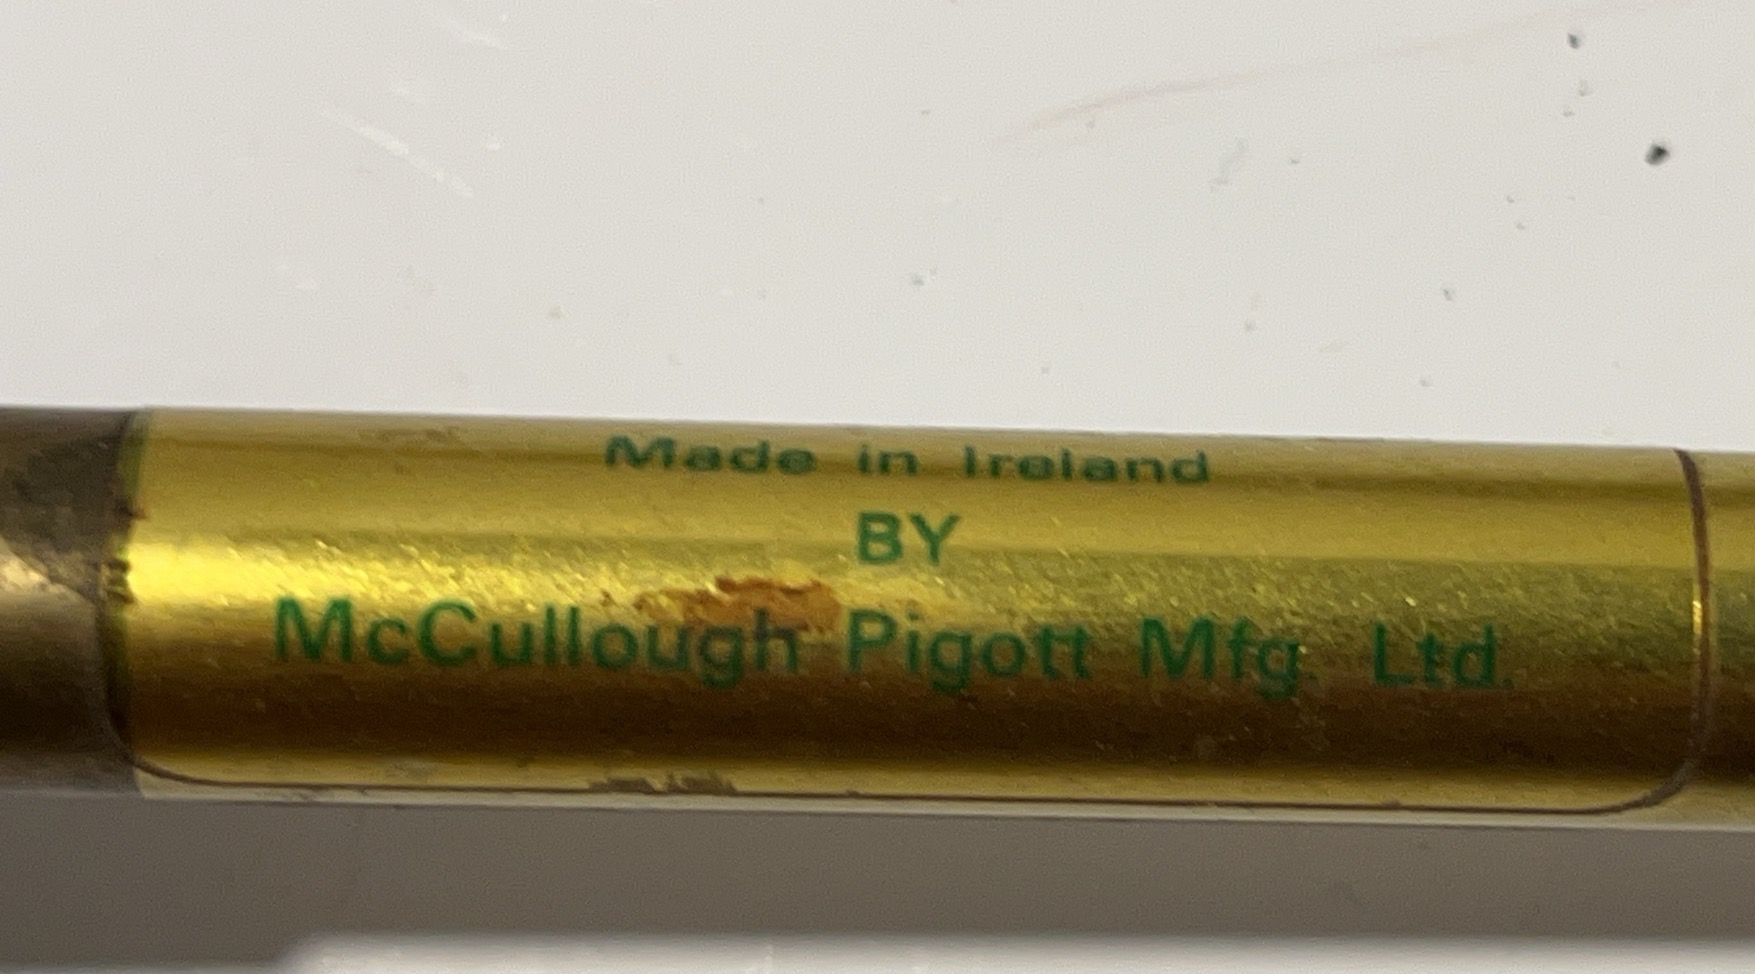 Made in Ireland
BY
McCullough Pigott Mfg. Ltd.